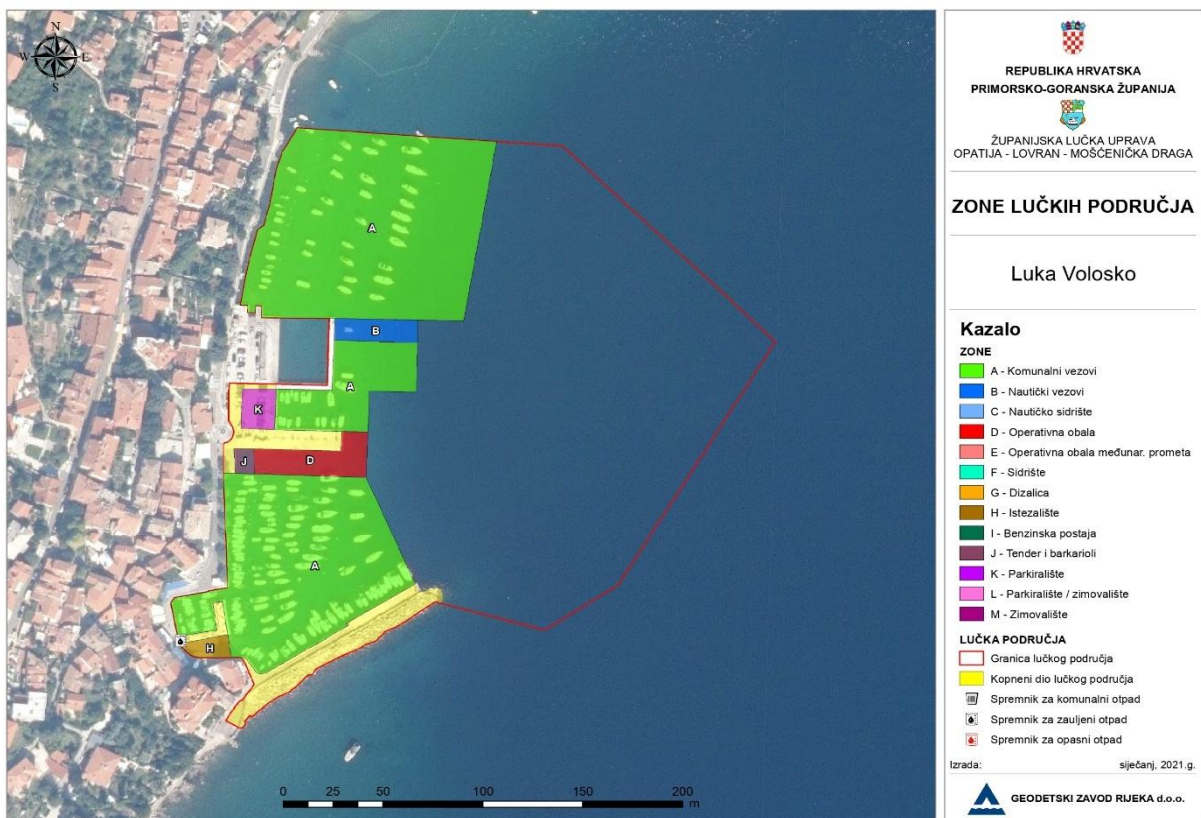 N
W E
S
A
B
A
K
J D
A
H
0 50 100 150 200
m
REPUBLIKA HRVATSKA
PRIMORSKO-GORANSKA ŽUPANIJA
ŽUPANIJSKA LUČKA UPRAVA
OPATIJA - LOVRAN - MOŠĆENIČKA DRAGA
ZONE LUČKIH PODRUČJA
Luka Volosko
Kazalo
ZONE
A - Komunalni vezovi
B - Nautički vezovi
C - Nautičko sidrište
D - Operativna obala
E - Operativna obala međunar. prometa
F - Sidrište
G - Dizalica
H - Istezalište
I - Benzinska postaja
J - Tender i barkarioli
K - Parkiralište
L - Parkiralište / zimovalište
M - Zimovalište
LUČKA PODRUČJA
Granica lučkog područja
Kopneni dio lučkog područja
Spremnik za komunalni otpad
Spremnik za zauljeni otpad
Spremnik za opasni otpad
Izrada: siječanj, 2021.g.
GEODETSKI ZAVOD RIJEKA d.o.o.